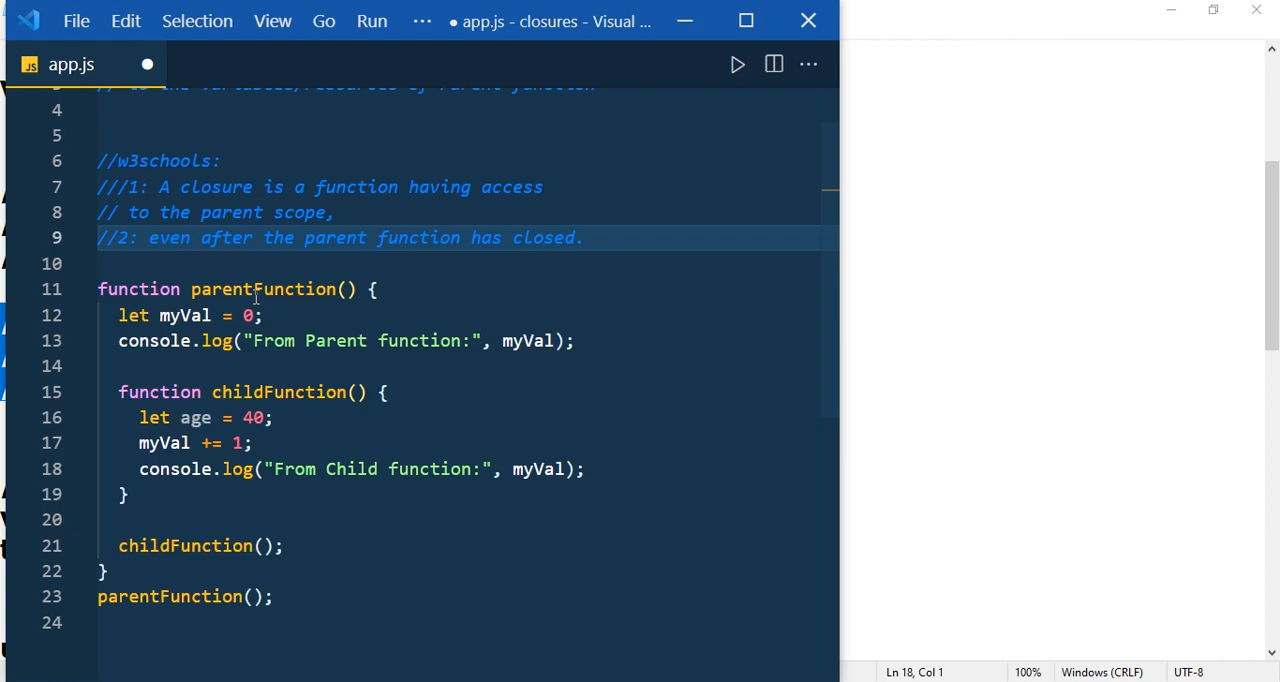 File Edit Selection View Go Run ··· ● app.js - closures - Visual ...
JS app.js ●
4
5
6 //w3schools:
7 ///1: A closure is a function having access
8 // to the parent scope,
9 //2: even after the parent function has closed.
10
11 function parentFunction() {
12 let myVal = 0;
13 console.log("From Parent function:", myVal);
14
15 function childFunction() {
16 let age = 40;
17 myVal += 1;
18 console.log("From Child function:", myVal);
19 }
20
21 childFunction();
22 }
23 parentFunction();
24
Ln 18, Col 1 100% Windows (CRLF) UTF-8